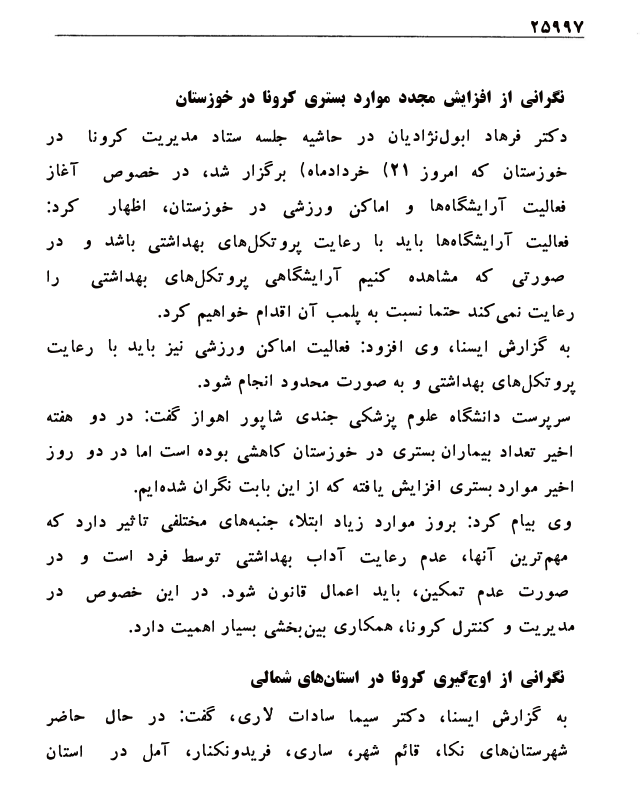 ۲۵۹۹۷
نگرانی از افزایش مجدد موارد بستری کرونا در خوزستان
دکتر فرهاد ابول‌نژادیان در حاشیه جلسه ستاد مدیریت کرونا در
خوزستان که امروز ۲۱) خردادماه) برگزار شد، در خصوص آغاز
فعالیت آرایشگاه‌ها و اماکن ورزشی در خوزستان، اظهار کرد:
فعالیت آرایشگاه‌ها باید با رعایت پروتکل‌های بهداشتی باشد و در
صورتی که مشاهده کنیم آرایشگاهی پروتکل‌های بهداشتی را
رعایت نمی‌کند حتما نسبت به پلمب آن اقدام خواهیم کرد.
به گزارش ایسنا، وی افزود: فعالیت اماکن ورزشی نیز باید با رعایت
پروتکل‌های بهداشتی و به صورت محدود انجام شود.
سرپرست دانشگاه علوم پزشکی جندی شاپور اهواز گفت: در دو هفته
اخیر تعداد بیماران بستری در خوزستان کاهشی بوده است اما در دو روز
اخیر موارد بستری افزایش یافته که از این بابت نگران شده‌ایم.
وی بیام کرد: بروز موارد زیاد ابتلا، جنبه‌های مختلفی تاثیر دارد که
مهم‌ترین آنها، عدم رعایت آداب بهداشتی توسط فرد است و در
صورت عدم تمکین، باید اعمال قانون شود. در این خصوص در
مدیریت و کنترل کرونا، همکاری بین‌بخشی بسیار اهمیت دارد.
نگرانی از اوج‌گیری کرونا در استان‌های شمالی
به گزارش ایسنا، دکتر سیما سادات لاری، گفت: در حال حاضر
شهرستان‌های نکا، قائم شهر، ساری، فریدونکنار، آمل در استان